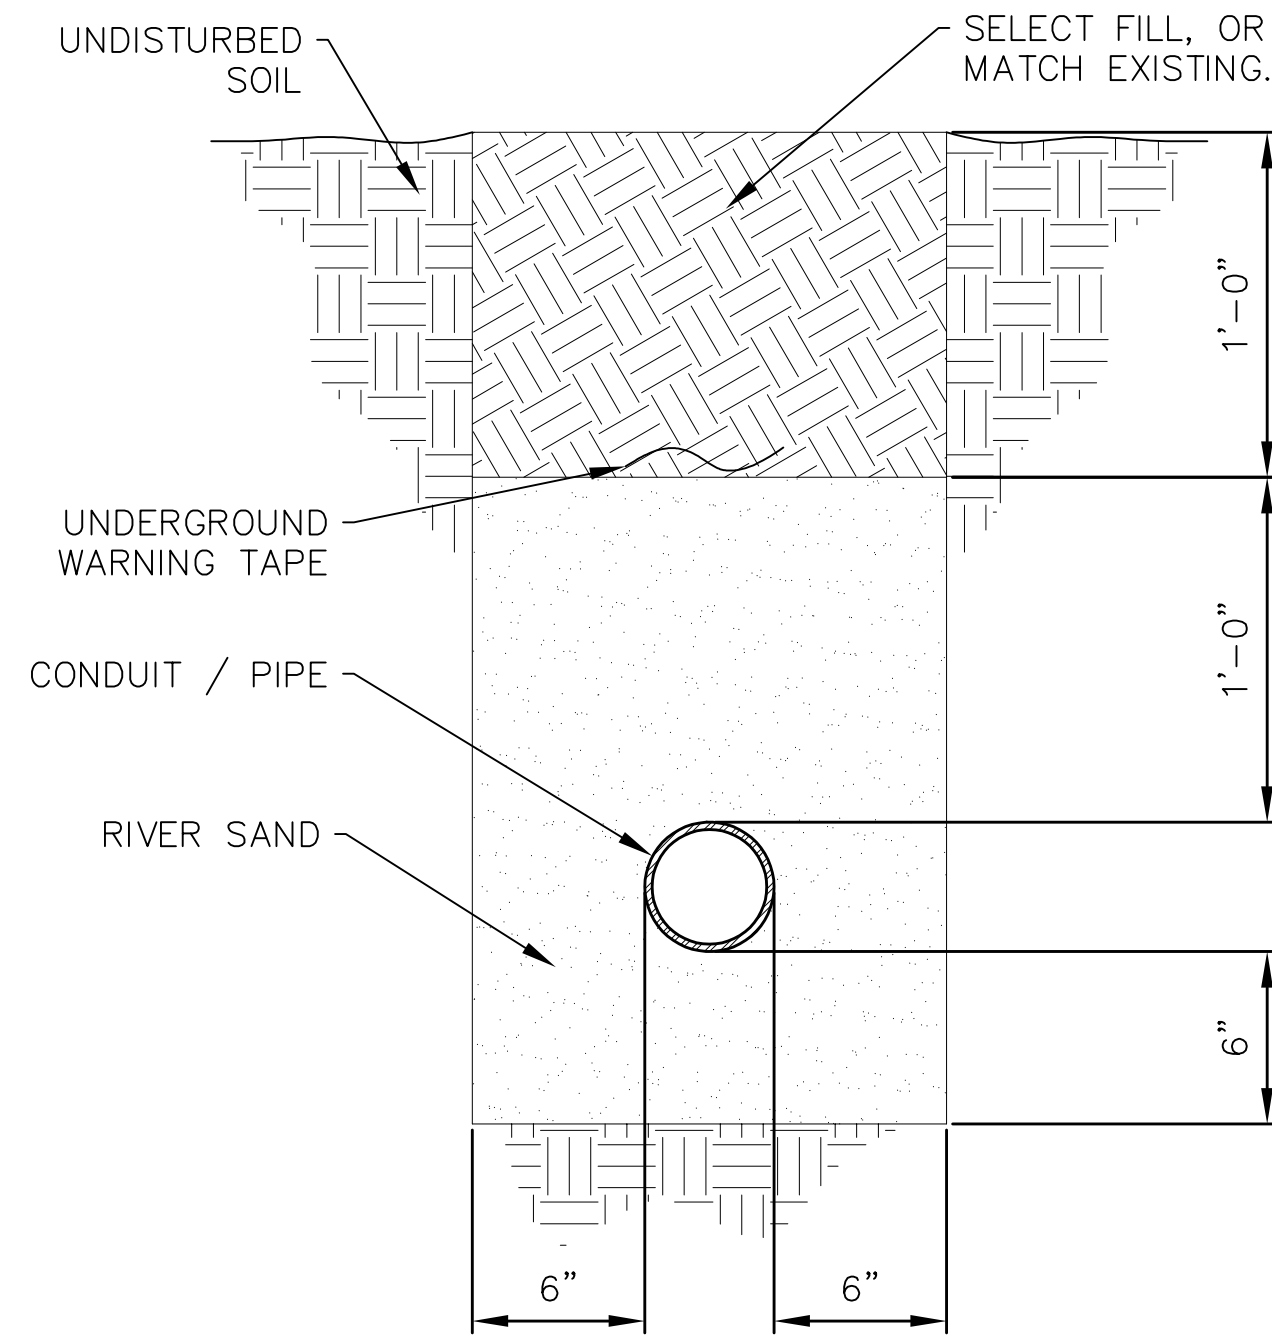 UNDISTURBED
SOIL
SELECT FILL, OR
MATCH EXISTING.
1'-0"
UNDERGROUND
WARNING TAPE
1'-0"
CONDUIT / PIPE
RIVER SAND
6"
6"
6"